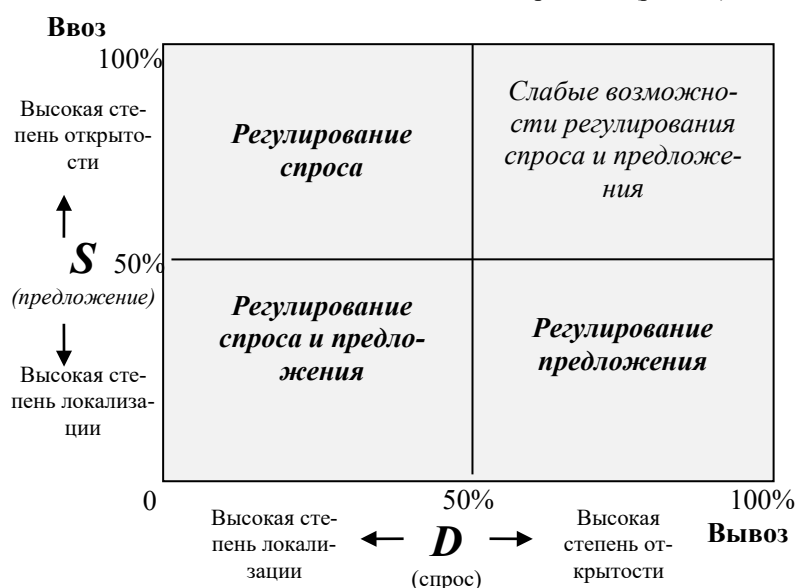 Ввоз
100%
Высокая сте-
пень открыто-
сти
S
50%
(предложение)
Высокая сте-
пень локализа-
ции
Регулирование
спроса
Слабые возможно-
сти регулирования
спроса и предложе-
ния
Регулирование
спроса и предло-
жения
Регулирование
предложения
0
50%
100%
Высокая сте-
пень локали-
зации
D
(спрос)
Высокая
степень от-
крытости
Вывоз